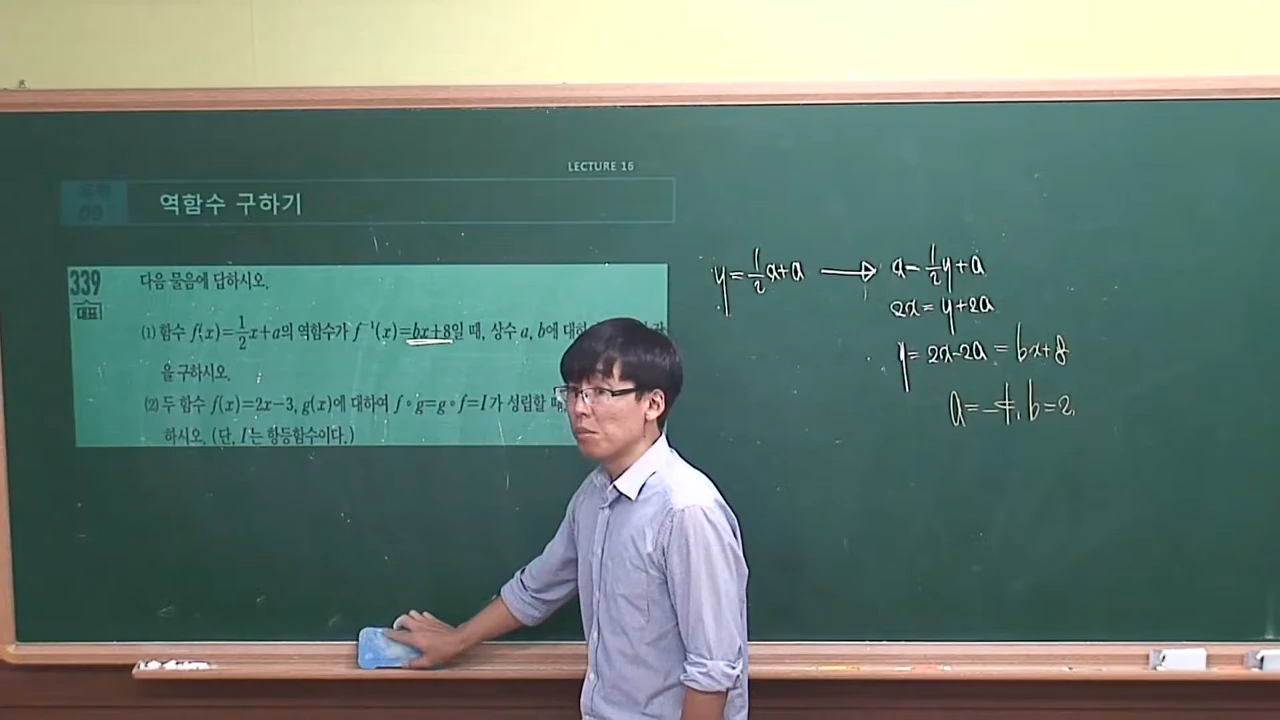 LECTURE 16
역함수 구하기
339
대표
다음 물음에 답하시오.
(1) 함수 f(x)=1/2x+a의 역함수가 f⁻¹(x)=bx+8일 때, 상수 a, b에
을 구하시오.
(2) 두 함수 f(x)=2x-3, g(x)에 대하여 f∘g=g∘f=I가 성립할
하시오. (단, I는 항등함수이다.)
y=1/2x+a → x=1/2y+a
2x=y+2a
y=2x-2a=bx+8
a=-4, b=2.